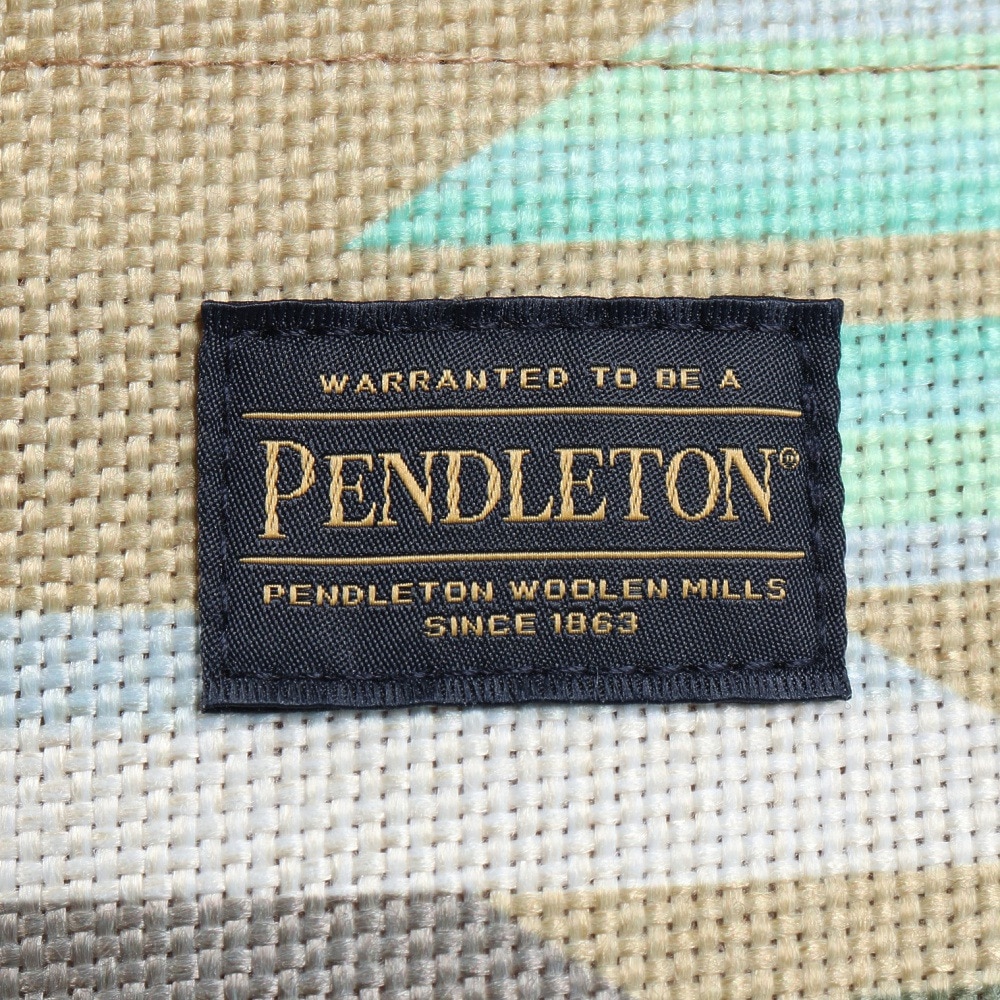 WARRANTED TO BE A
PENDLETON®
PENDLETON WOOLEN MILLS
SINCE 1863